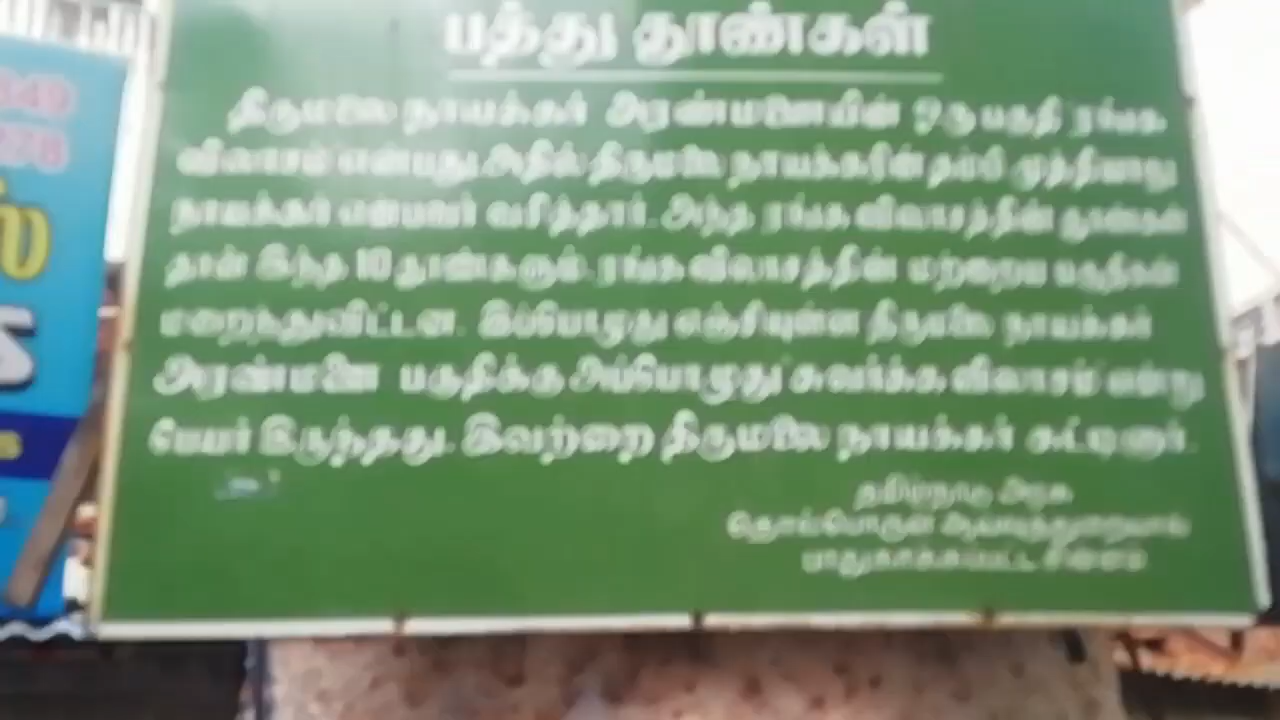 பத்து தூண்கள்
திருமலை நாயக்கர் அரண்மனையின் ஒரு பகுதி ரங்க
விலாசம் என்பது அதில் திருமலை நாயக்கரின் தம்பி முத்தியாலு
நாயக்கர் என்பவர் வசித்தார். அந்த ரங்க விலாசத்தின் தூண்கள்
தான் இந்த 10 தூண்களும். ரங்க விலாசத்தின் மற்றைய பகுதிகள்
மறைந்துவிட்டன. இப்பொழுது எஞ்சியுள்ள திருமலை நாயக்கர்
அரண்மனை பகுதிக்கு அப்பொழுது சுவர்க்க விலாசம் என்று
பெயர் இருந்தது. இவற்றை திருமலை நாயக்கர் கட்டினார்.
தமிழ்நாடு அரசு
தொல்பொருள் ஆய்வுத்துறையால்
பாதுகாக்கப்பட்ட சின்னம்